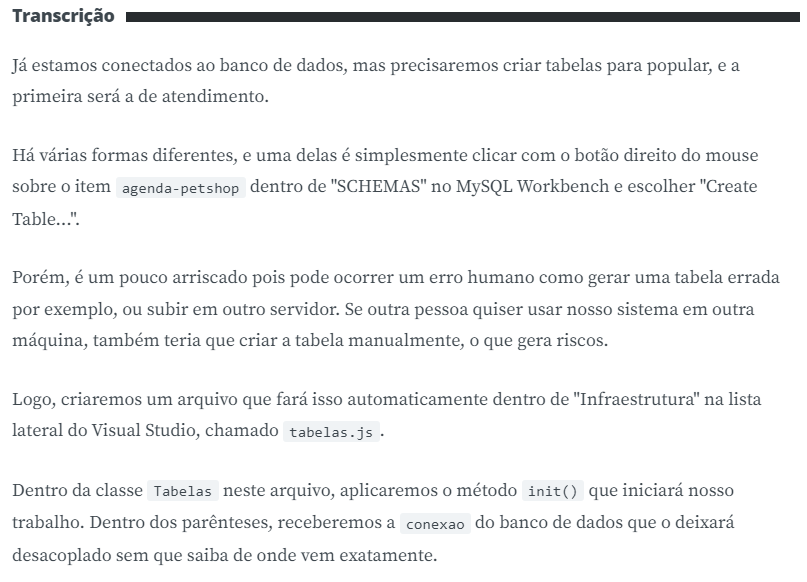 Transcrição
Já estamos conectados ao banco de dados, mas precisaremos criar tabelas para popular, e a
primeira será a de atendimento.
Há várias formas diferentes, e uma delas é simplesmente clicar com o botão direito do mouse
sobre o item agenda-petshop dentro de "SCHEMAS" no MySQL Workbench e escolher "Create
Table...".
Porém, é um pouco arriscado pois pode ocorrer um erro humano como gerar uma tabela errada
por exemplo, ou subir em outro servidor. Se outra pessoa quiser usar nosso sistema em outra
máquina, também teria que criar a tabela manualmente, o que gera riscos.
Logo, criaremos um arquivo que fará isso automaticamente dentro de "Infraestrutura" na lista
lateral do Visual Studio, chamado tabelas.js.
Dentro da classe Tabelas neste arquivo, aplicaremos o método init() que iniciará nosso
trabalho. Dentro dos parênteses, receberemos a conexao do banco de dados que o deixará
desacoplado sem que saiba de onde vem exatamente.